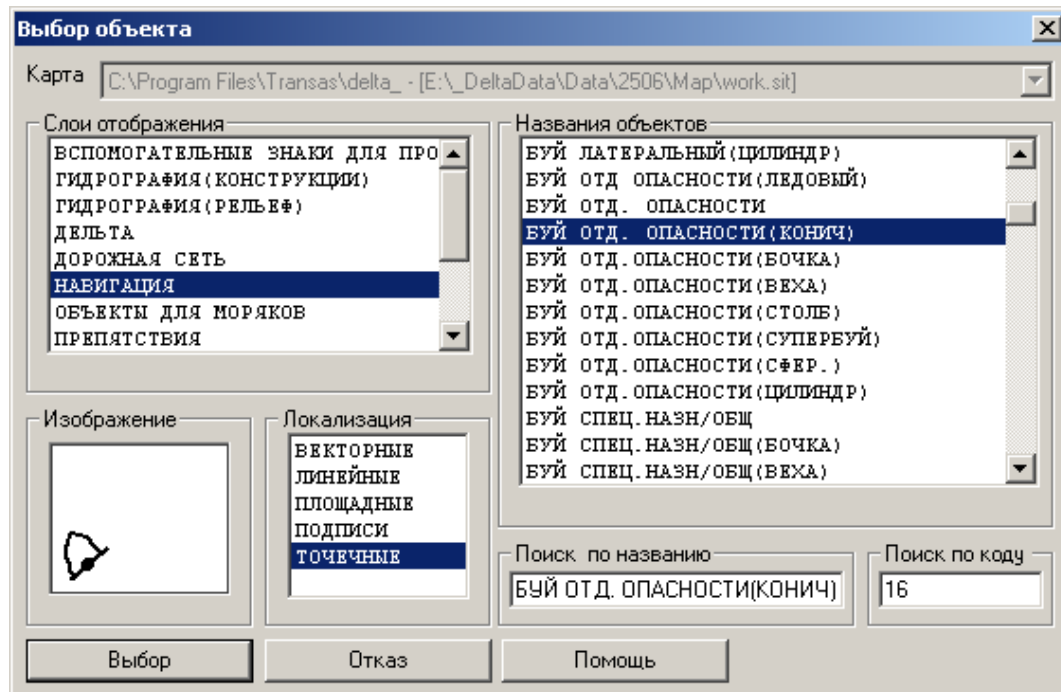 Выбор объекта
Карта
C:\Program Files\Transas\delta_ - [E:\_DeltaData\Data\2506\Map\work.sit]
Слои отображения
ВСПОМОГАТЕЛЬНЫЕ ЗНАКИ ДЛЯ ПРО
ГИДРОГРАФИЯ(КОНСТРУКЦИИ)
ГИДРОГРАФИЯ(РЕЛЬЕФ)
ДЕЛЬТА
ДОРОЖНАЯ СЕТЬ
НАВИГАЦИЯ
ОБЪЕКТЫ ДЛЯ МОРЯКОВ
ПРЕПЯТСТВИЯ
Названия объектов
БУЙ ЛАТЕРАЛЬНЫЙ(ЦИЛИНДР)
БУЙ ОТД ОПАСНОСТИ(ЛЕДОВЫЙ)
БУЙ ОТД. ОПАСНОСТИ
БУЙ ОТД. ОПАСНОСТИ(КОНИЧ)
БУЙ ОТД.ОПАСНОСТИ(БОЧКА)
БУЙ ОТД.ОПАСНОСТИ(ВЕХА)
БУЙ ОТД.ОПАСНОСТИ(СТОЛБ)
БУЙ ОТД.ОПАСНОСТИ(СУПЕРБУЙ)
БУЙ ОТД.ОПАСНОСТИ(СФЕР.)
БУЙ ОТД.ОПАСНОСТИ(ЦИЛИНДР)
БУЙ СПЕЦ.НАЗН/ОБЩ
БУЙ СПЕЦ.НАЗН/ОБЩ(БОЧКА)
БУЙ СПЕЦ.НАЗН/ОБЩ(ВЕХА)
Изображение
Локализация
ВЕКТОРНЫЕ
ЛИНЕЙНЫЕ
ПЛОЩАДНЫЕ
ПОДПИСИ
ТОЧЕЧНЫЕ
Поиск по названию
БУЙ ОТД. ОПАСНОСТИ(КОНИЧ)
Поиск по коду
16
Выбор
Отказ
Помощь